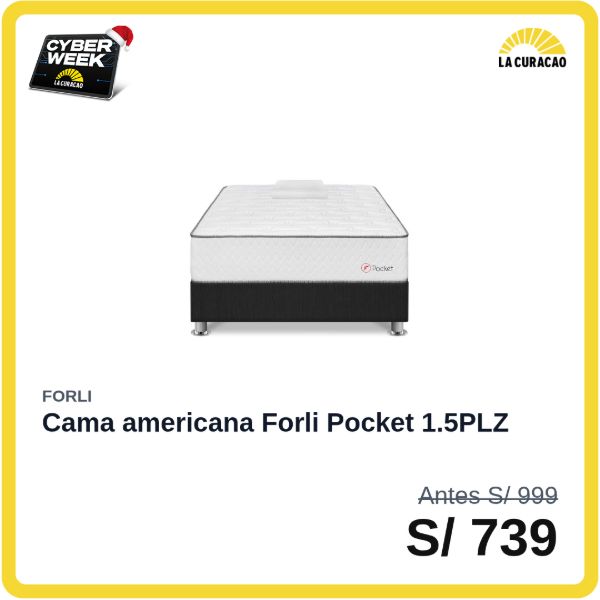 CYBER
WEEK
LA CURACAO
LA CURACAO
Pocket
FORLI
Cama americana Forli Pocket 1.5PLZ
Antes S/ 999
S/ 739